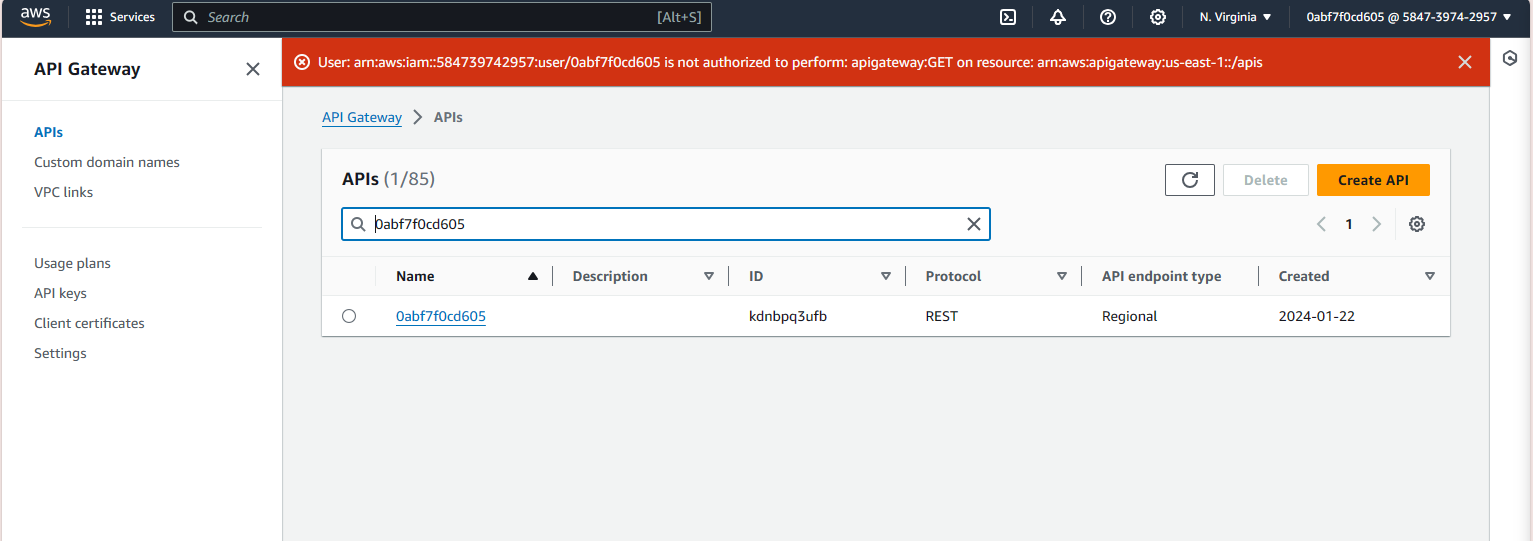 aws Services Search [Alt+S] N. Virginia 0abf7f0cd605 @ 5847-3974-2957
API Gateway
User: arn:aws:iam::584739742957:user/0abf7f0cd605 is not authorized to perform: apigateway:GET on resource: arn:aws:apigateway:us-east-1::/apis
APIs
Custom domain names
VPC links
Usage plans
API keys
Client certificates
Settings
API Gateway > APIs
APIs (1/85) Delete Create API
0abf7f0cd605 1
Name Description ID Protocol API endpoint type Created
0abf7f0cd605 kdnbpq3ufb REST Regional 2024-01-22